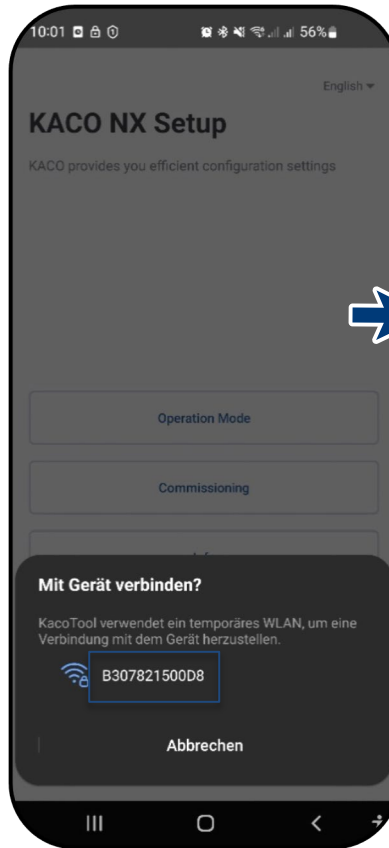 10:01 56%
English
KACO NX Setup
KACO provides you efficient configuration settings
Operation Mode
Commissioning
Mit Gerät verbinden?
KacoTool verwendet ein temporäres WLAN, um eine
Verbindung mit dem Gerät herzustellen.
B307821500D8
Abbrechen